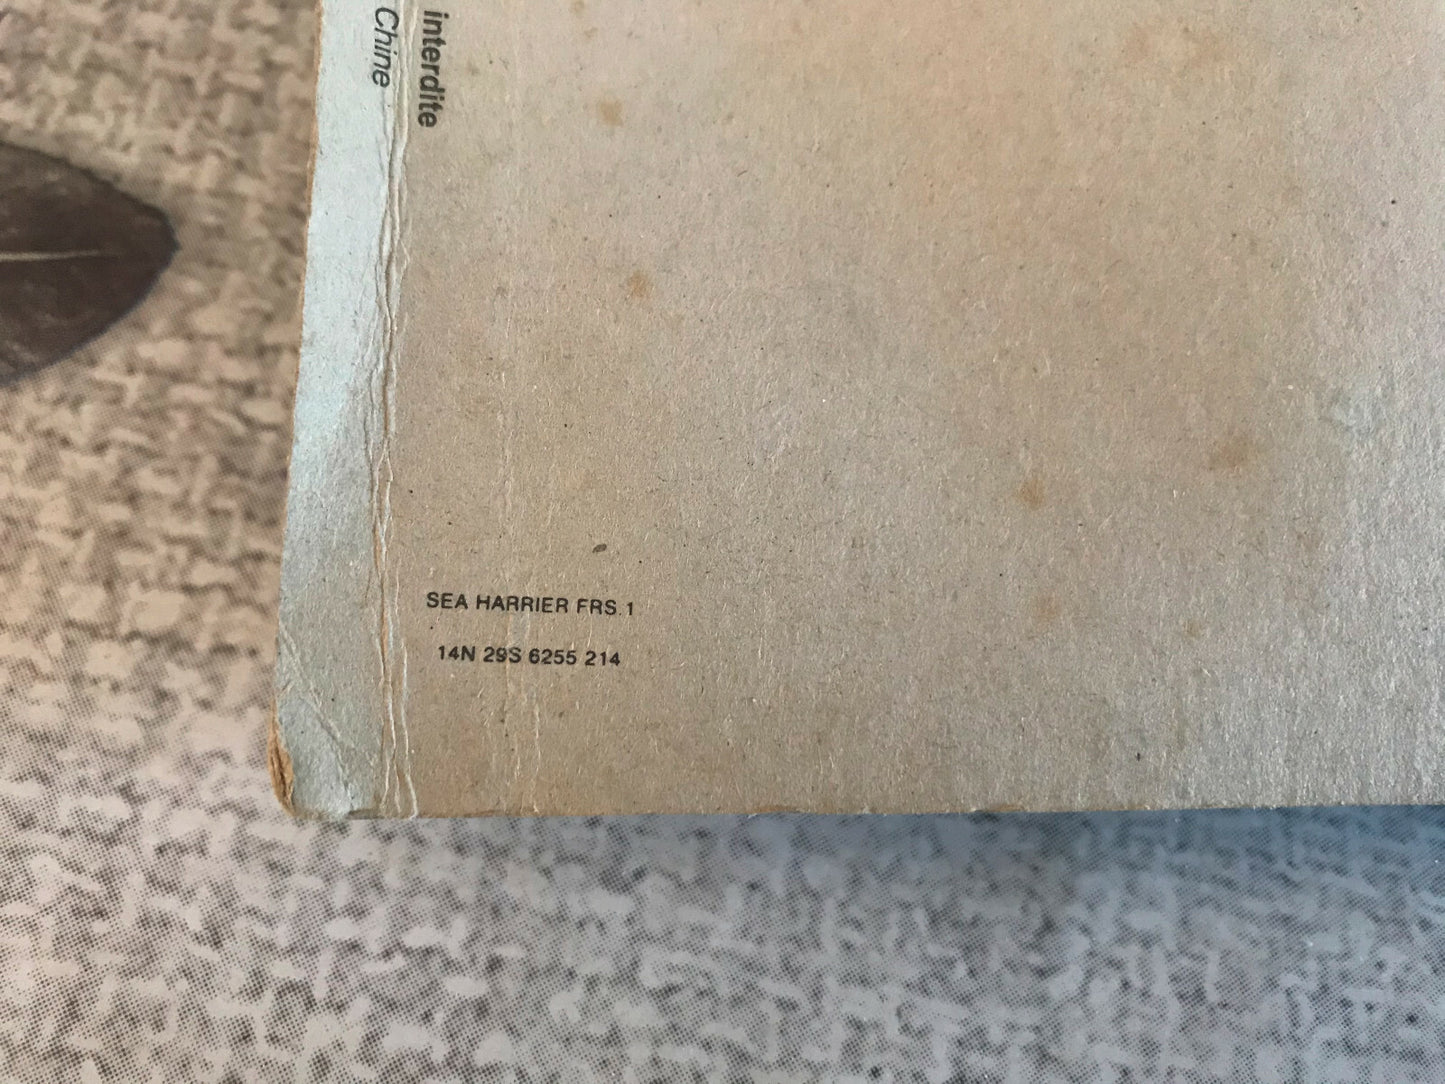 interdite
Chine
SEA HARRIER FRS.1
14N 29S 6255 214